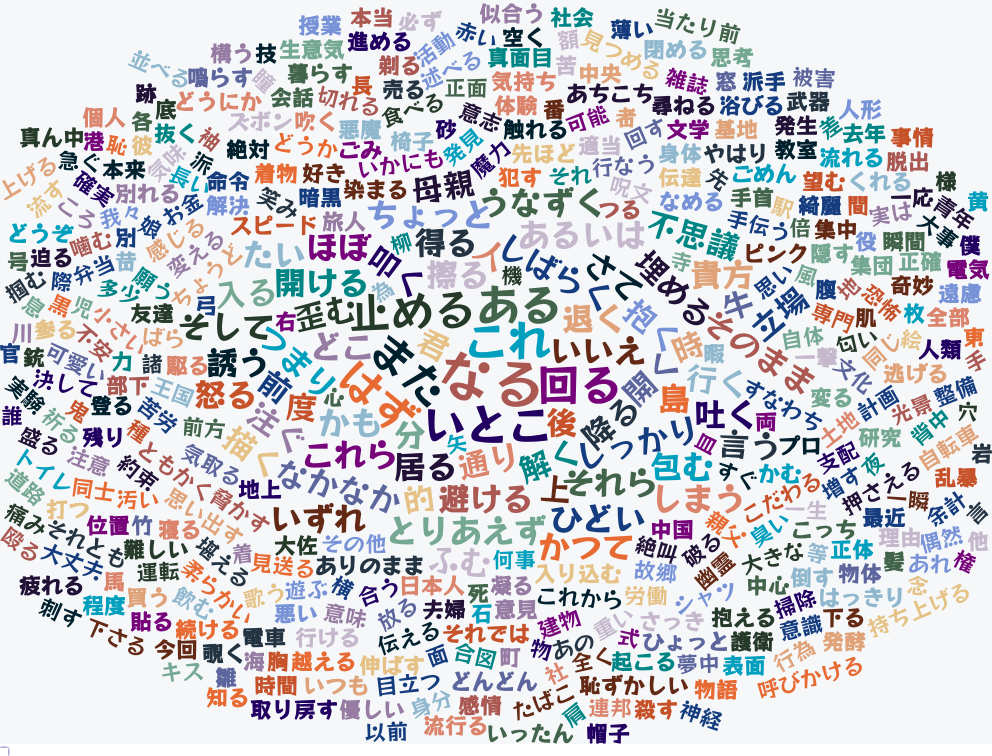 授業
本当
必ず
似合う
社会
薄い
当たり前
構う
技
生意気
進める
活動
赤い
空く
額
見つめる
閉める
思考
並べる
鳴らす
暮らす
長
剃る
述べる
真面目
苦
中央
雑誌
窓
派手
被害
跡
底
どうにか
会話
切れる
売る
食べる
正面
気持ち
あちこち
尋ねる
浴びる
武器
人形
個人
各
ズボン
吹く
悪魔
椅子
砂
意志
体験
番
触れる
可能
者
回す
文学
基地
発生
差
去年
事情
真ん中
港
恥
彼
抜く
袖
絶対
どうか
ごみ
いかにも
発見
魔力
先ほど
適当
行なう
身体
やはり
教室
流れる
脱出
上げる
急ぐ
本来
派
長い
命令
着物
好き
染まる
母親
犯す
それ
呪文
伝達
先
ごめん
望む
くれる
様
流す
確実
別れる
解決
笑み
暗黒
うなずく
つる
なめる
手首
駅
綺麗
間
一応
青年
黄
ころ
我々
お金
スピード
旅人
ちょっと
あるいは
不思議
手伝う
倍
集中
実は
大事
僕
どうぞ
噛む
別
感じる
変える
たい
ほぼ
叩く
柳
得る
しばらく
さて
埋める
寺
ピンク
隠す
役
瞬間
号
迫る
際
弁当
昔
ちょうど
開ける
擦る
機
貴方
思い
風
集団
正確
電気
掴む
多少
願う
弓
入る
為
牛
立場
腹
恐怖
奇妙
遠慮
息
黒
児
友達
右
歪む
止める
ある
退く
抱く
そのまま
専門
肌
枚
全部
川
参る
不安
小さい
そして
つまり
どこ
また
君
これ
いいえ
時
暇
自体
匂い
同じ
絵
人類
東
官
銃
可愛い
力
諸
駆る
誘う
前
はず
なる
回る
開く
行く
すなわち
一撃
文化
逃げる
手
実験
決して
部下
王国
怒る
度
心
いとこ
後
島
吐く
両
変る
計画
光景
整備
誰
祈る
鬼
登る
苦労
注ぐ
かも
分
矢
降る
しっかり
皿
言う
プロ
土地
研究
背中
穴
盛る
残り
種
前方
描く
これら
居る
通り
解く
包む
すぐ
かむ
支配
夜
自転車
岩
トイレ
注意
約束
ともかく
気取る
地上
なかなか
的
避ける
上
それら
しまう
こだわる
増す
押さえる
乱暴
道路
同士
汚い
思い出す
脅かす
いずれ
とりあえず
ひどい
中国
親父
臭い
一生
こっち
最近
一瞬
余計
言
痛み
打つ
位置
竹
寝る
大佐
その他
かつて
絶叫
破る
大きな
等
正体
理由
偶然
他
殴る
それとも
難しい
堪える
着
見送る
ありのまま
ふむ
何事
入り込む
故郷
幽霊
中心
倒す
物体
髪
あれ
権
大丈夫
運転
柔らかい
歌う
遊ぶ
横
合う
日本人
死
凝る
これから
労働
シャツ
掃除
はっきり
念
疲れる
馬
買う
飲む
悪い
意味
放る
夫婦
石
意見
重い
さっき
抱える
意識
下る
持ち上げる
刺す
程度
貼る
続ける
電車
行ける
伝える
それでは
建物
あの
式
ひょっと
護衛
発酵
下さる
今回
覗く
海
胸
越える
伸ばす
面
合図
町
物
全く
起こる
夢中
表面
行為
キス
雛
時間
いつも
目立つ
どんどん
社
恥ずかしい
物語
呼びかける
知る
取り戻す
優しい
身分
感情
たばこ
肩
連邦
殺す
神経
以前
流行る
いったん
帽子